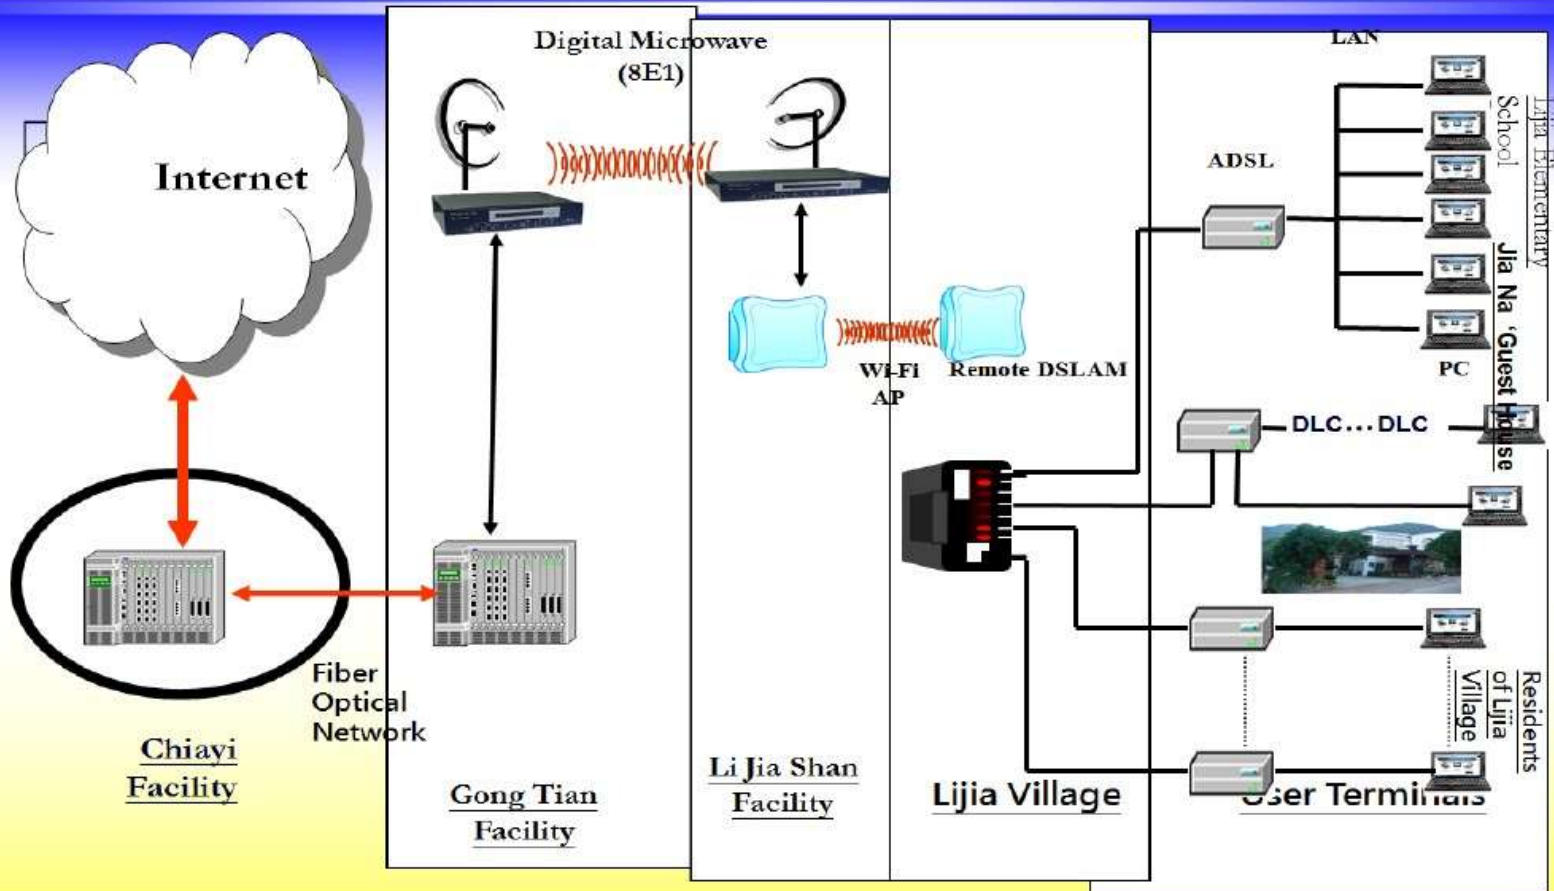 Digital Microwave
(8E1)
LAN
Internet
ADSL
Lijia Elementary
School
Wi-Fi
AP
Remote DSLAM
PC
Jia Na 'Guest House
DLC...DLC
Fiber
Optical
Network
Residents
of Lijia
Village
Chiayi
Facility
Gong Tian
Facility
Li Jia Shan
Facility
Lijia Village
User Terminals